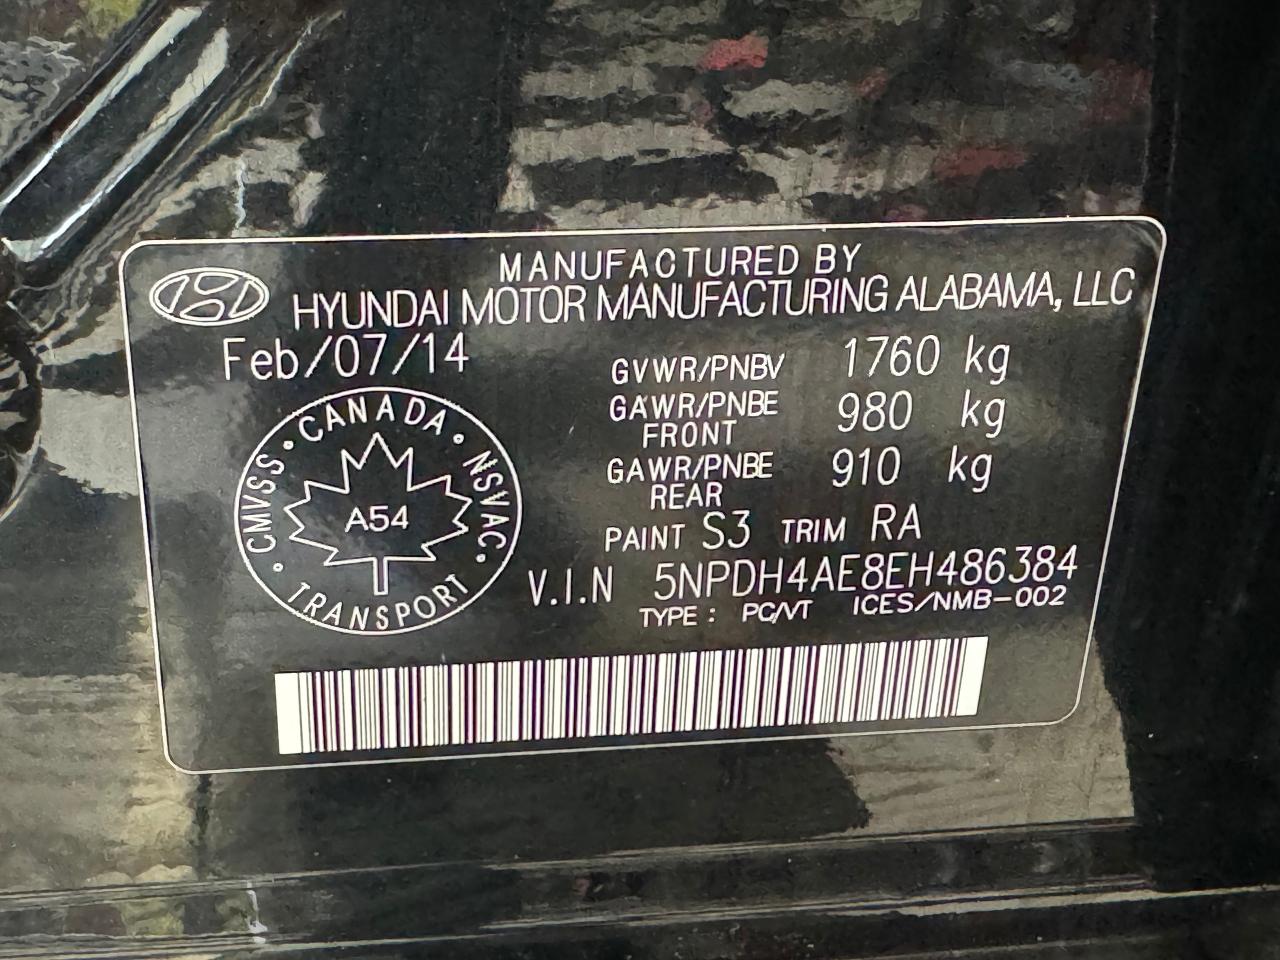 MANUFACTURED BY
HYUNDAI MOTOR MANUFACTURING ALABAMA, LLC
Feb/07/14
GVWR/PNBV 1760 kg
GAWR/PNBE FRONT 980 kg
GAWR/PNBE REAR 910 kg
PAINT S3 TRIM RA
V.I.N 5NPDH4AE8EH486384
TYPE : PC/VT ICES/NMB-002
CMVSS • CANADA • NSVAC • TRANSPORT •
A54